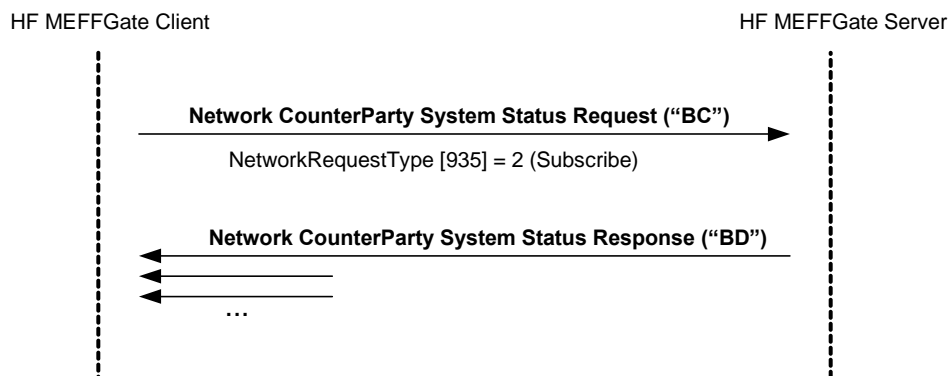 HF MEFFGate Client
HF MEFFGate Server
Network CounterParty System Status Request (“BC”)
NetworkRequestType [935] = 2 (Subscribe)
Network CounterParty System Status Response (“BD”)
...